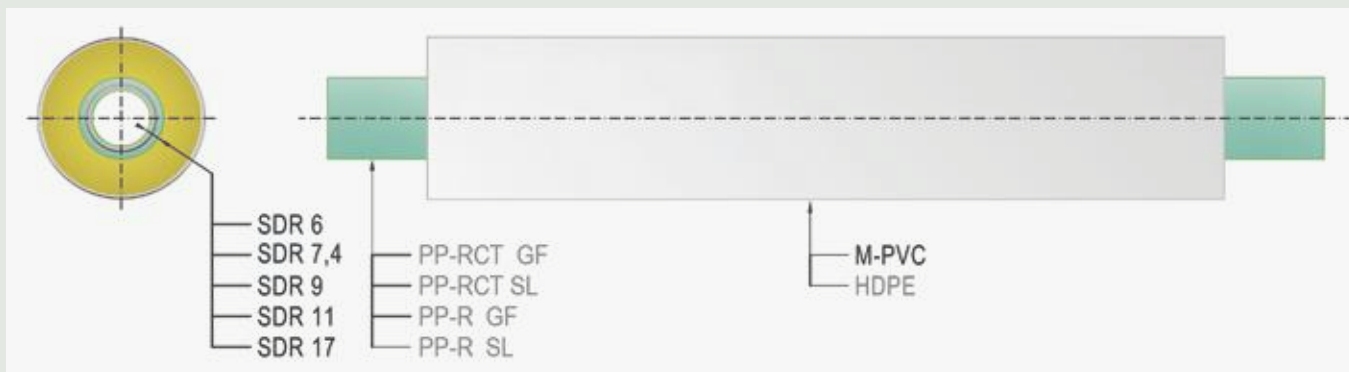 SDR 6
SDR 7,4
SDR 9
SDR 11
SDR 17
PP-RCT GF
PP-RCT SL
PP-R GF
PP-R SL
M-PVC
HDPE